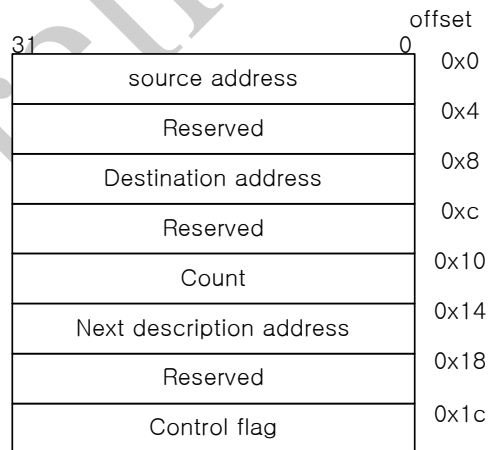 offset
31 0
source address 0x0
Reserved 0x4
Destination address 0x8
Reserved 0xc
Count 0x10
Next description address 0x14
Reserved 0x18
Control flag 0x1c